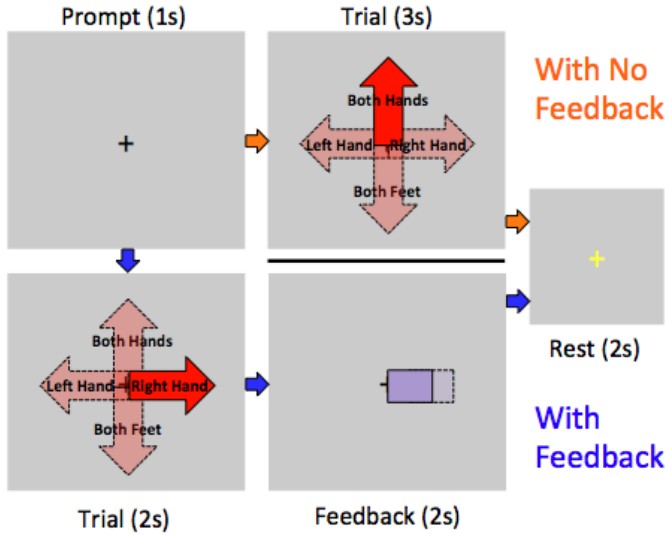 Prompt (1s)
Trial (3s)
With No
Feedback
Both Hands
Left Hand
Right Hand
Both Feet
Both Hands
Left Hand
Right Hand
Both Feet
Rest (2s)
With
Feedback
Trial (2s)
Feedback (2s)